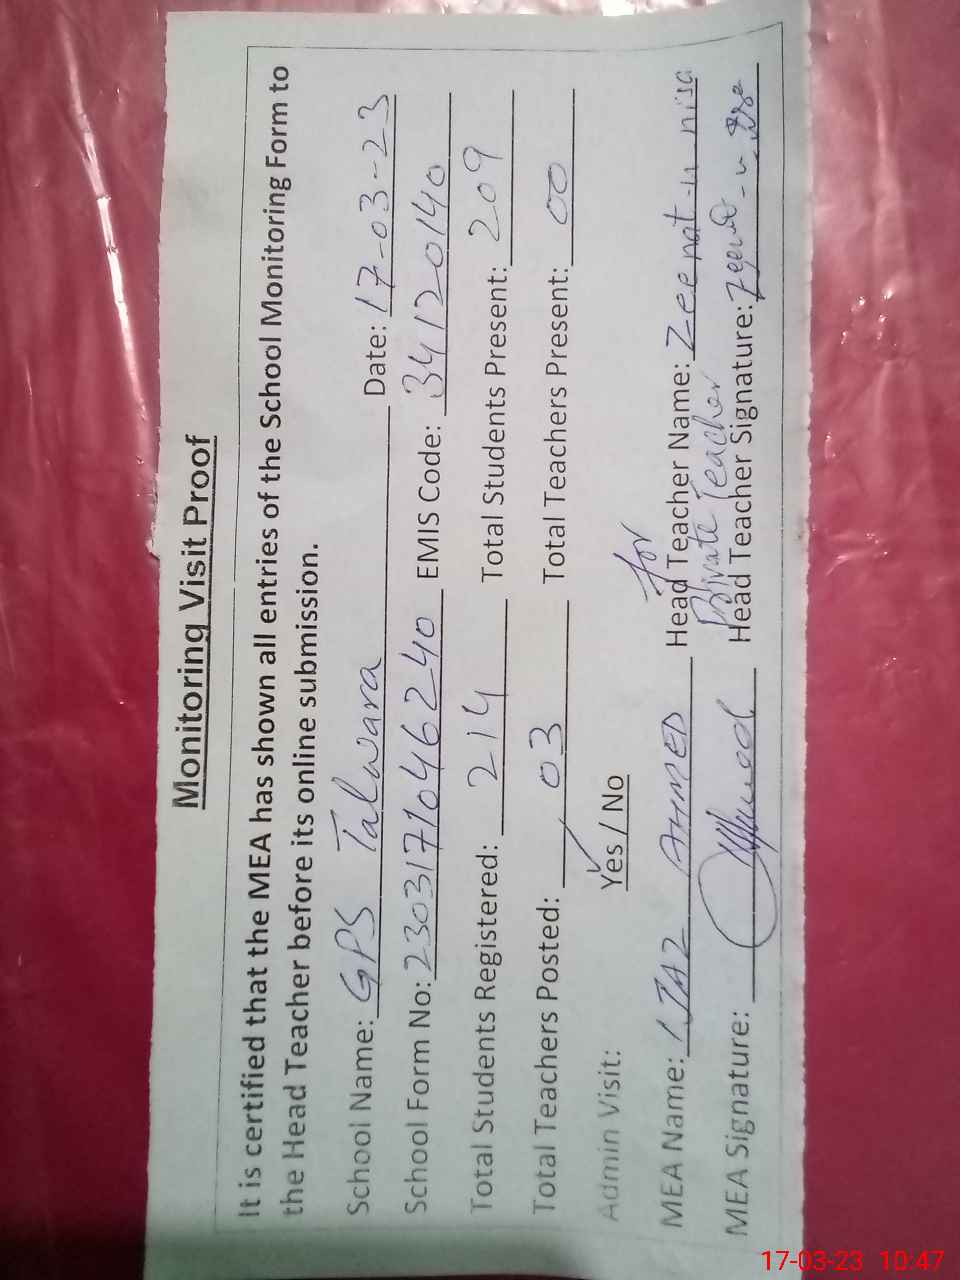 Monitoring Visit Proof
It is certified that the MEA has shown all entries of the School Monitoring Form to
the Head Teacher before its online submission.
School Name: GPS Talwara Date: 17-03-23
School Form No: 230317104646240 EMIS Code: 34120140
Total Students Registered: 214 Total Students Present: 209
Total Teachers Posted: 03 Total Teachers Present: 00
Admin Visit: Yes / No
for
MEA Name: IJAZ AHMED Head Teacher Name: Zeenat-u-nisa
Private Teacher
MEA Signature: Head Teacher Signature:
17-03-23 10:47